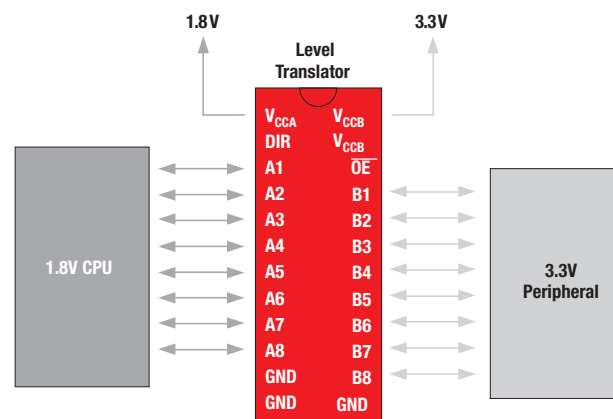 1.8V
3.3V
Level
Translator
VCCA VCCB
DIR VCCB
A1 O̅E̅
A2 B1
A3 B2
A4 B3
A5 B4
A6 B5
A7 B6
A8 B7
GND B8
GND GND
1.8V CPU
3.3V
Peripheral